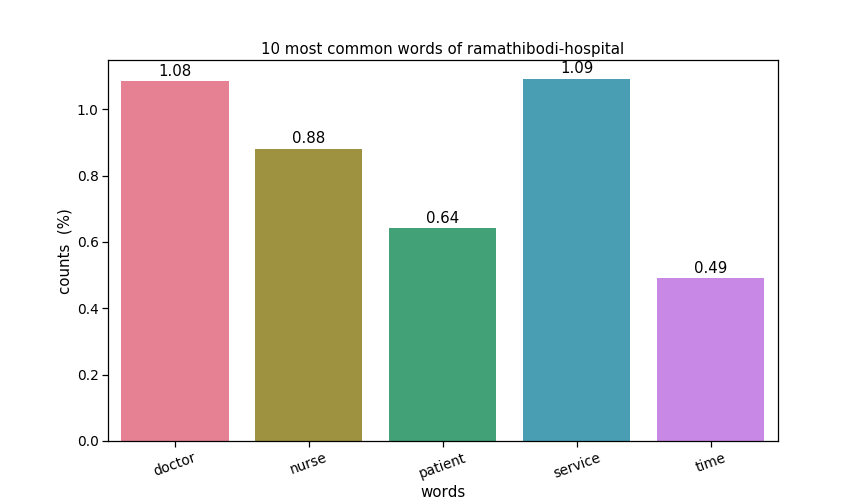 10 most common words of ramathibodi-hospital
1.08
0.88
0.64
1.09
0.49
counts (%)
1.0
0.8
0.6
0.4
0.2
0.0
doctor
nurse
patient
service
time
words